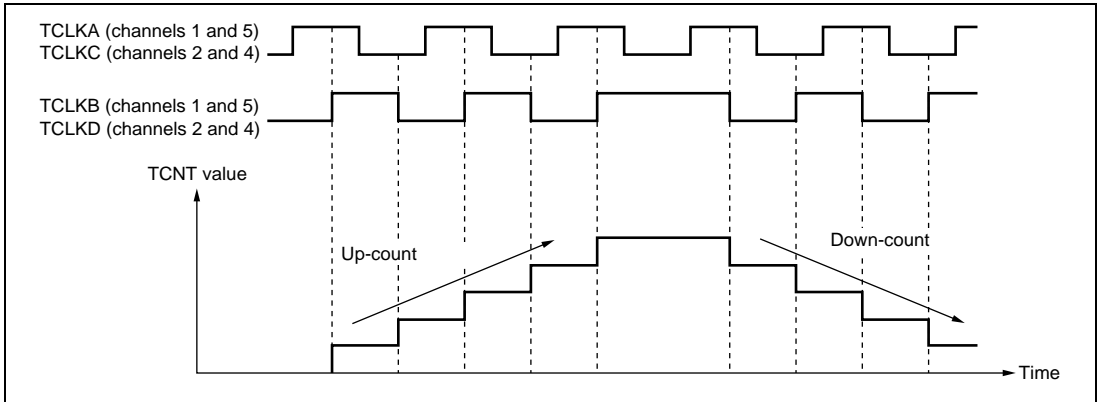 TCLKA (channels 1 and 5)
TCLKC (channels 2 and 4)
TCLKB (channels 1 and 5)
TCLKD (channels 2 and 4)
TCNT value
Up-count
Down-count
Time